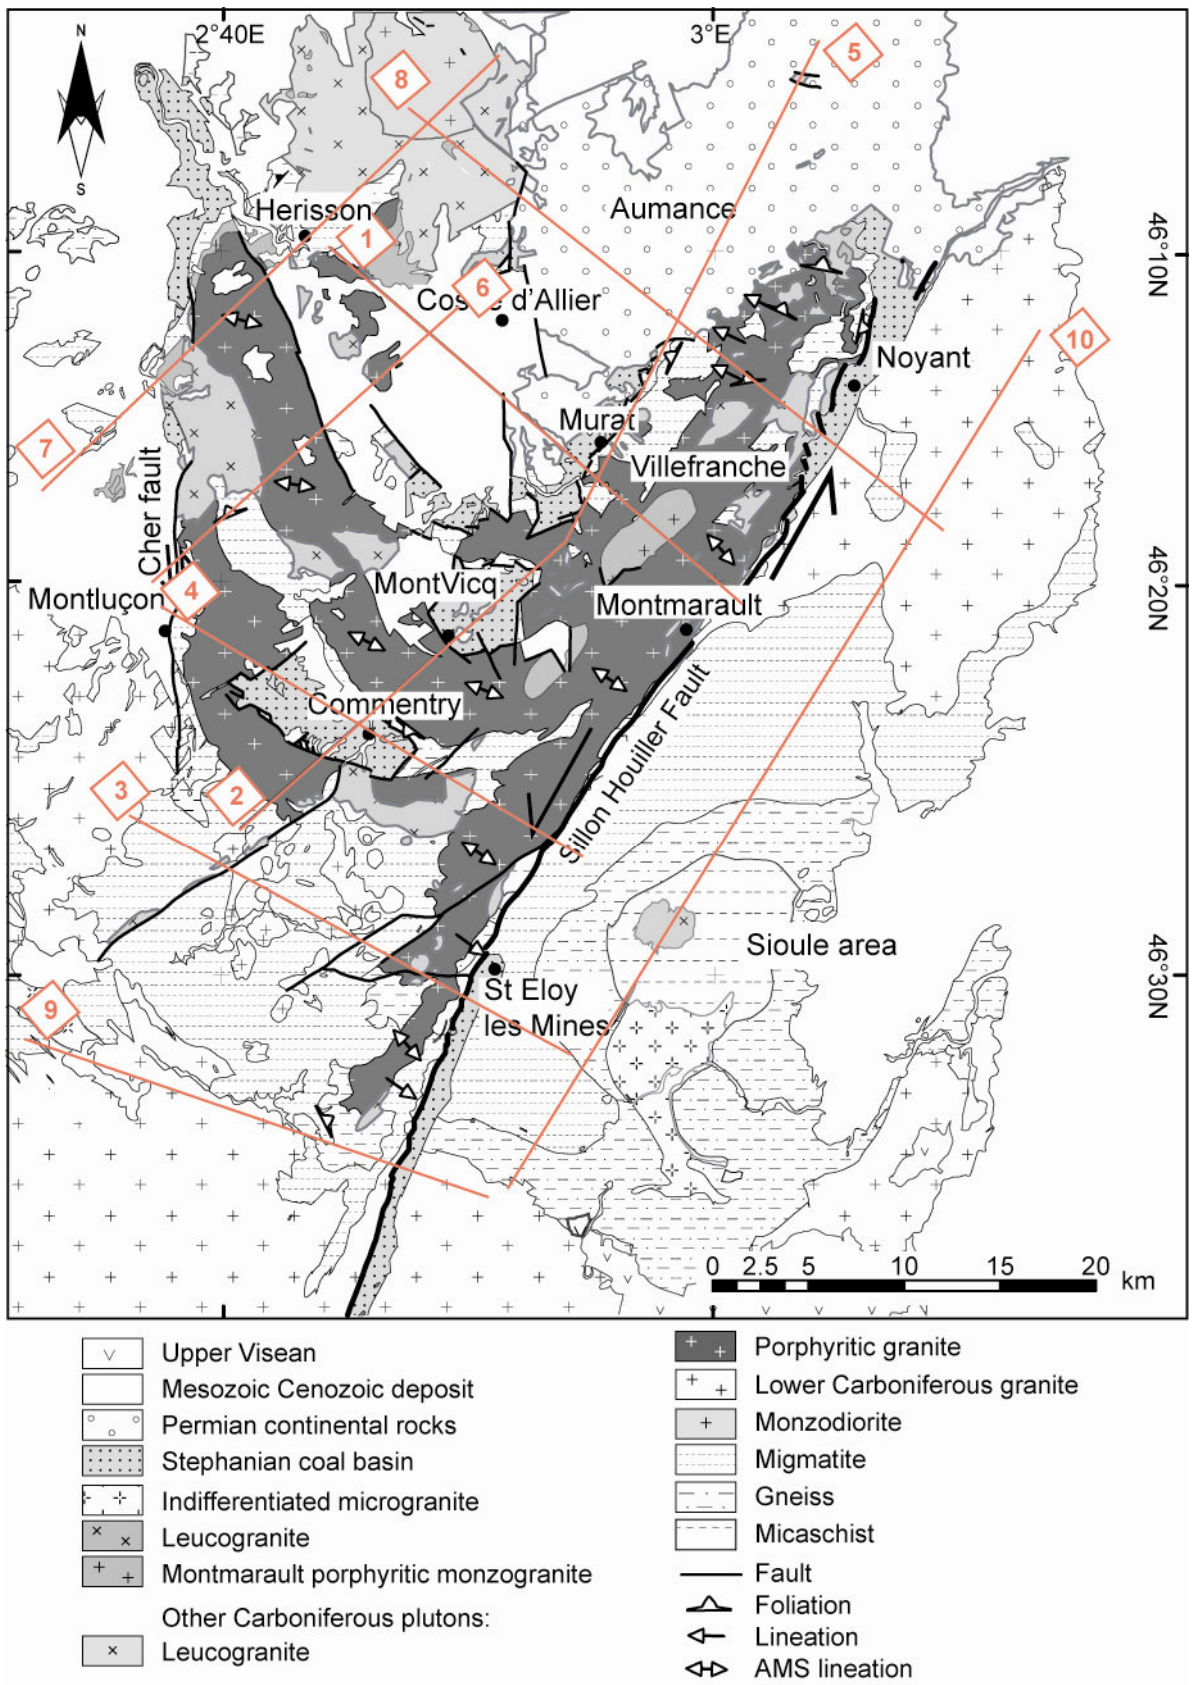 N
S
2°40E
3°E
8
5
Herisson
1
Aumance
46°10N
6
Cosne d'Allier
10
Noyant
7
Murat
Villefranche
Cher fault
4
MontVicq
Montluçon
Montmarault
46°20N
Commentry
Sillon Houiller Fault
3
2
Sioule area
46°30N
9
St Eloy
les Mines
0 2.5 5 10 15 20 km
Upper Visean
Mesozoic Cenozoic deposit
Permian continental rocks
Stephanian coal basin
Indifferentiated microgranite
Leucogranite
Montmarault porphyritic monzogranite
Other Carboniferous plutons:
Leucogranite
Porphyritic granite
Lower Carboniferous granite
Monzodiorite
Migmatite
Gneiss
Micaschist
Fault
Foliation
Lineation
AMS lineation